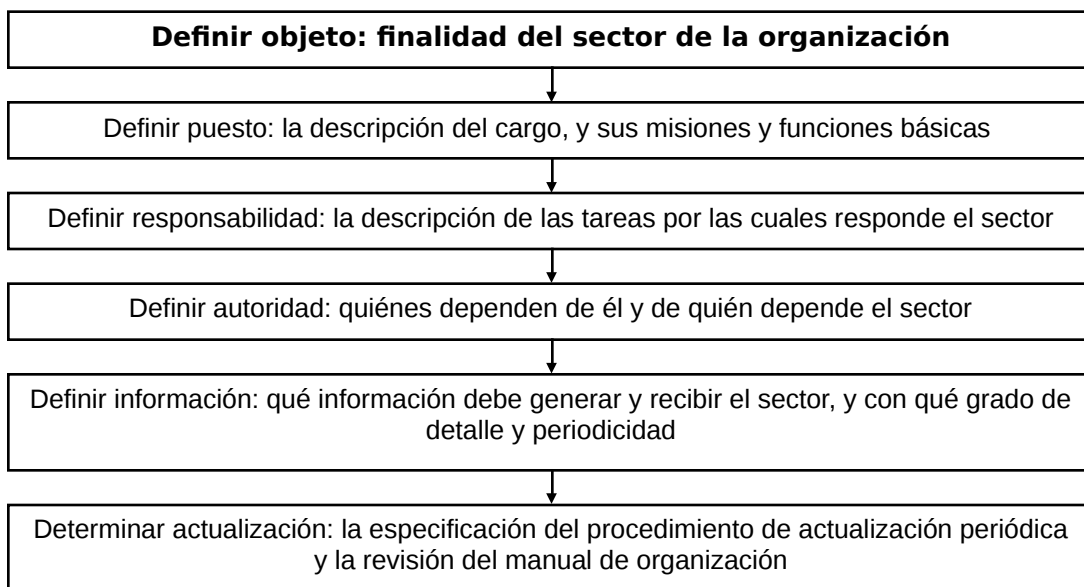 Definir objeto: finalidad del sector de la organización
Definir puesto: la descripción del cargo, y sus misiones y funciones básicas
Definir responsabilidad: la descripción de las tareas por las cuales responde el sector
Definir autoridad: quiénes dependen de él y de quién depende el sector
Definir información: qué información debe generar y recibir el sector, y con qué grado de
detalle y periodicidad
Determinar actualización: la especificación del procedimiento de actualización periódica
y la revisión del manual de organización